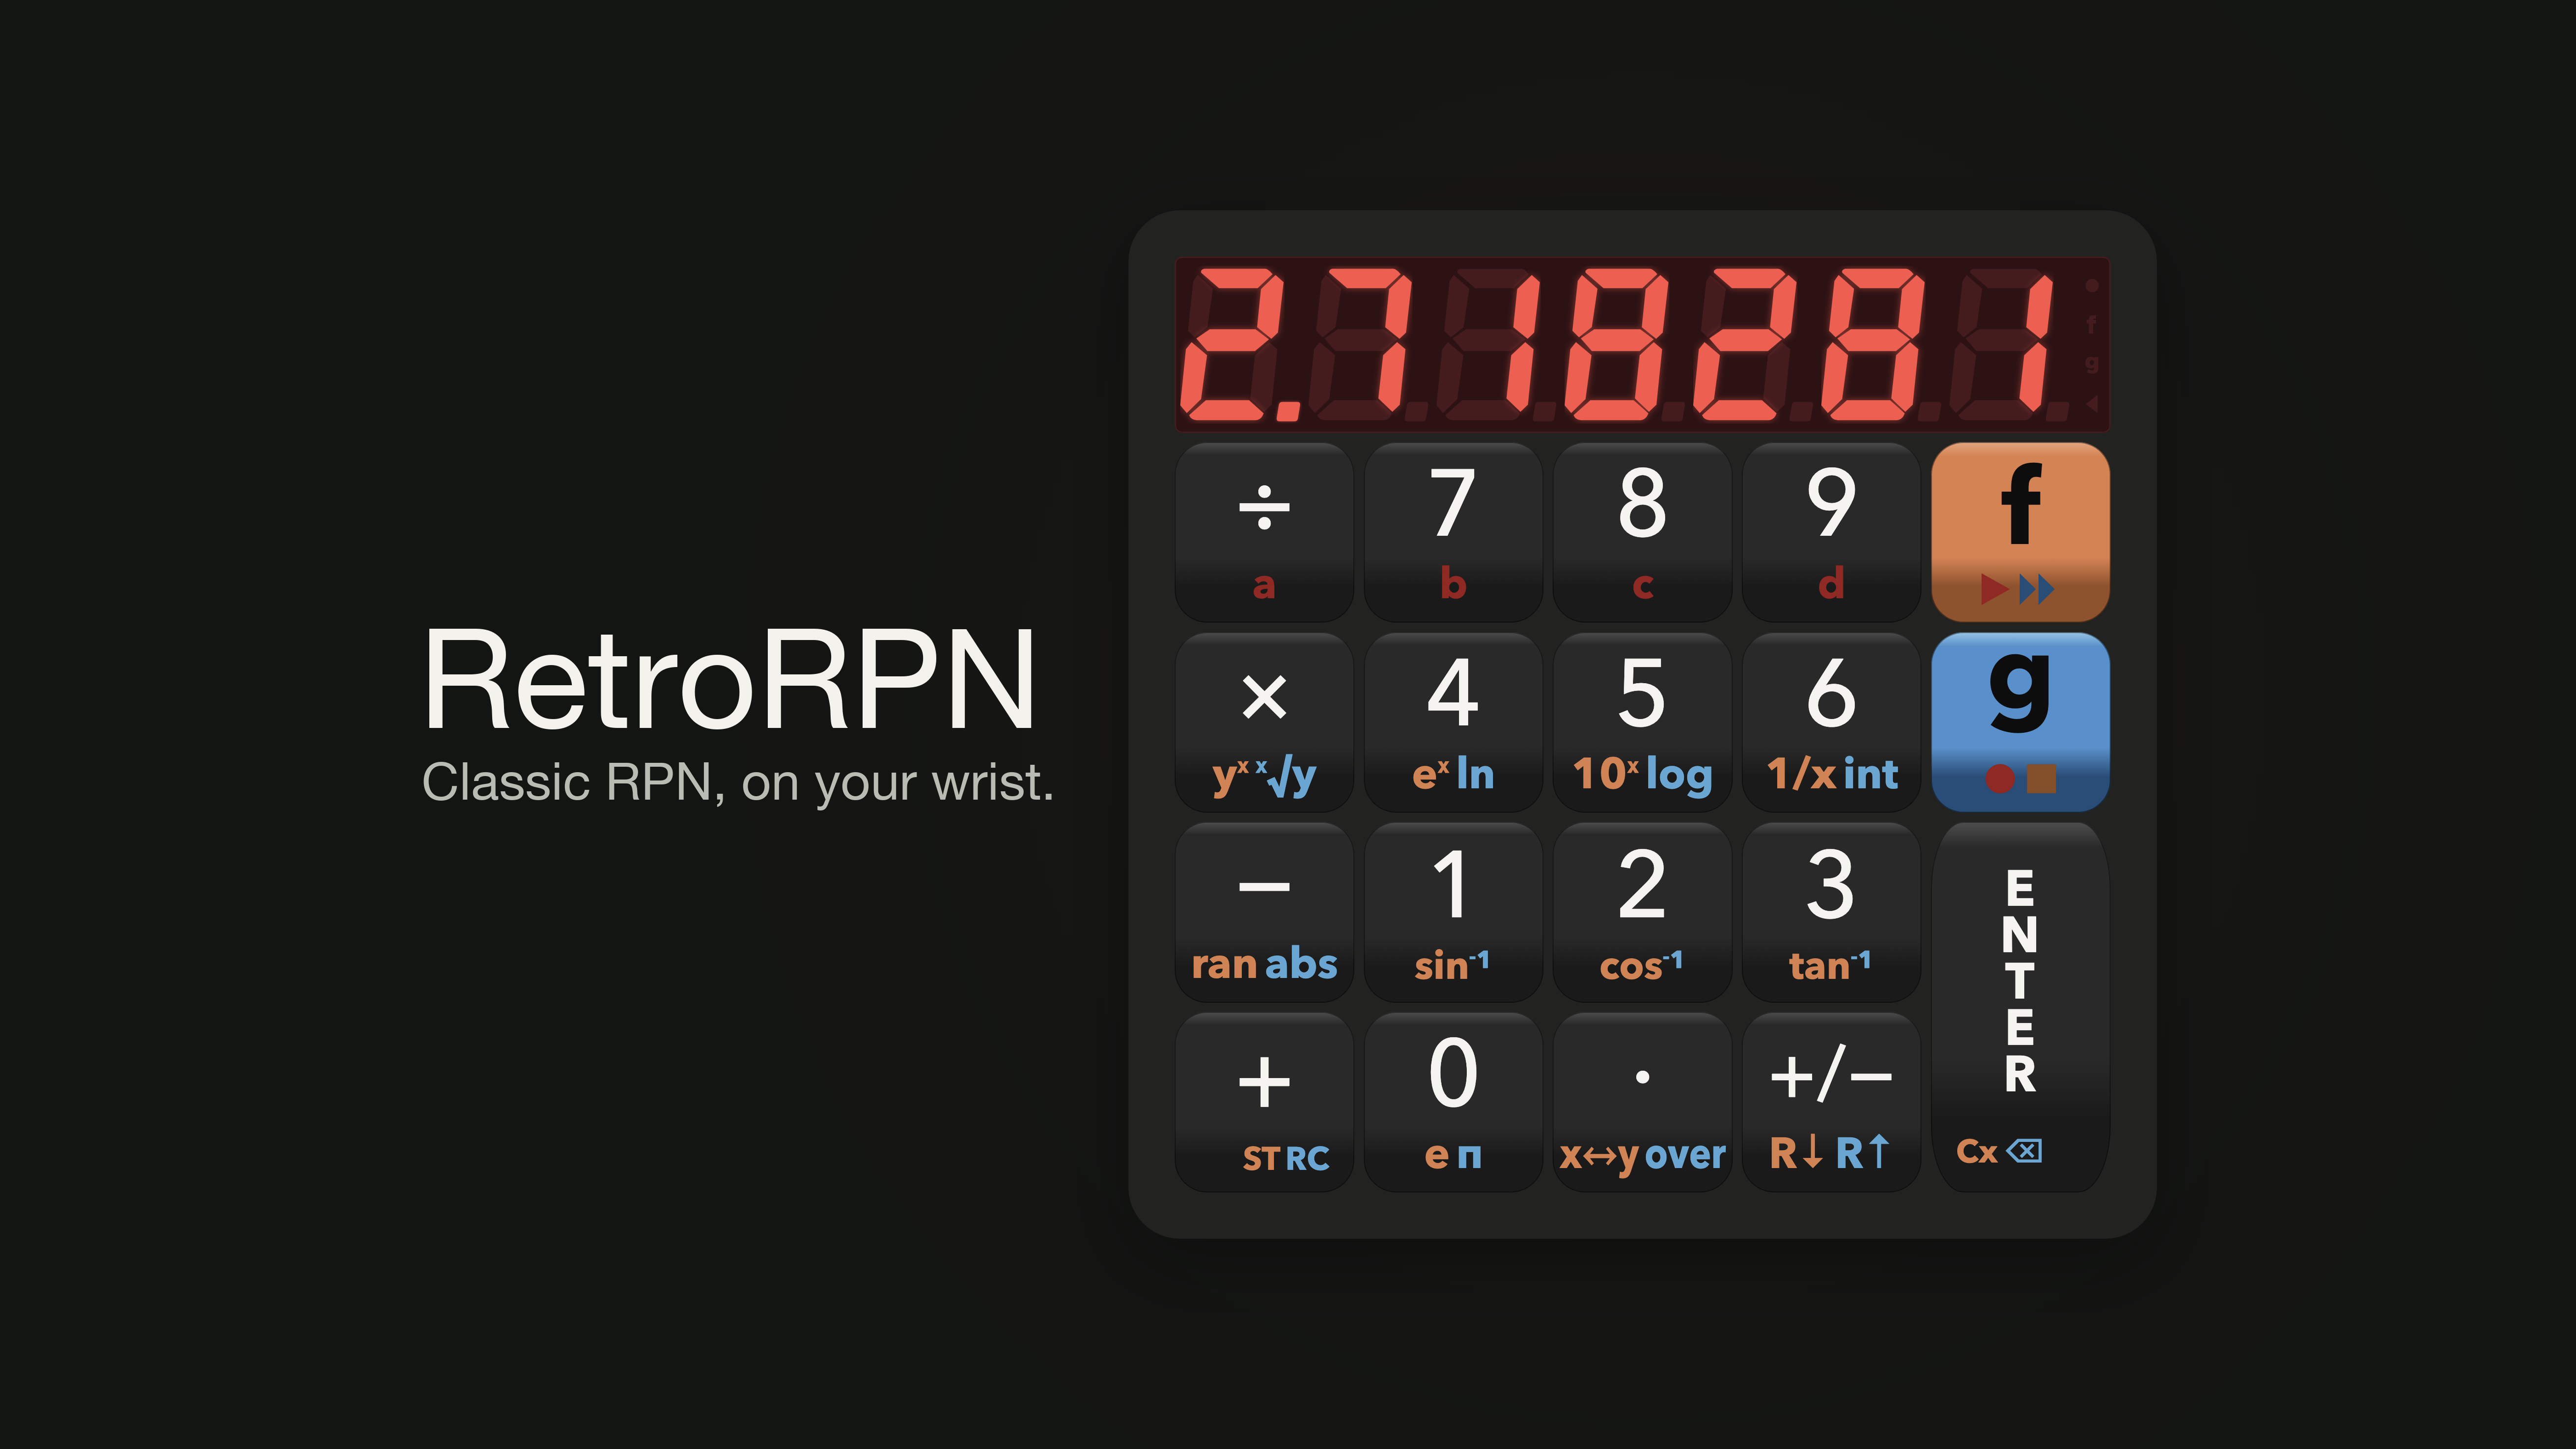 RetroRPN
Classic RPN, on your wrist.
2.718281
f
g
÷ 7 8 9 f
a b c d
× 4 5 6 g
yˣ ˣ√y eˣ ln 10ˣ log 1/x int
− 1 2 3
ran abs sin⁻¹ cos⁻¹ tan⁻¹
ENTER
+ 0 · +/−
ST RC e π x↔y over R↓ R↑ Cx ⌫